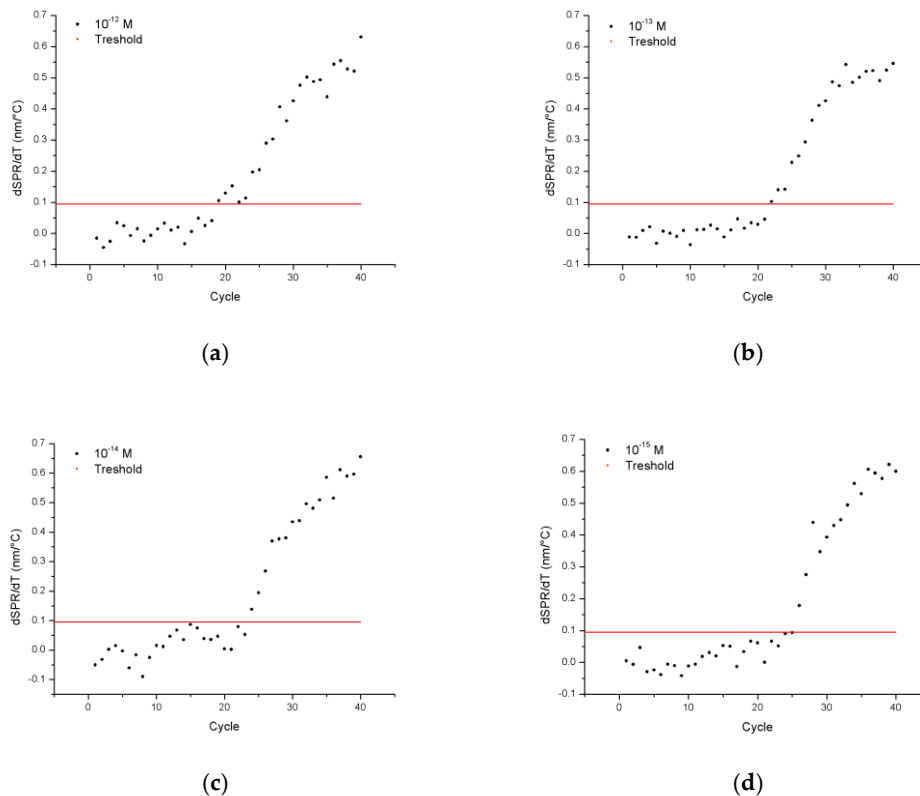 10⁻¹² M
Treshold
dSPR/dT (nm/°C)
0.7
0.6
0.5
0.4
0.3
0.2
0.1
0.0
-0.1
0 10 20 30 40
Cycle
(a)
10⁻¹³ M
Treshold
dSPR/dT (nm/°C)
0.7
0.6
0.5
0.4
0.3
0.2
0.1
0.0
-0.1
0 10 20 30 40
Cycle
(b)
10⁻¹⁴ M
Treshold
dSPR/dT (nm/°C)
0.7
0.6
0.5
0.4
0.3
0.2
0.1
0.0
-0.1
0 10 20 30 40
Cycle
(c)
10⁻¹⁵ M
Treshold
dSPR/dT (nm/°C)
0.7
0.6
0.5
0.4
0.3
0.2
0.1
0.0
-0.1
0 10 20 30 40
Cycle
(d)